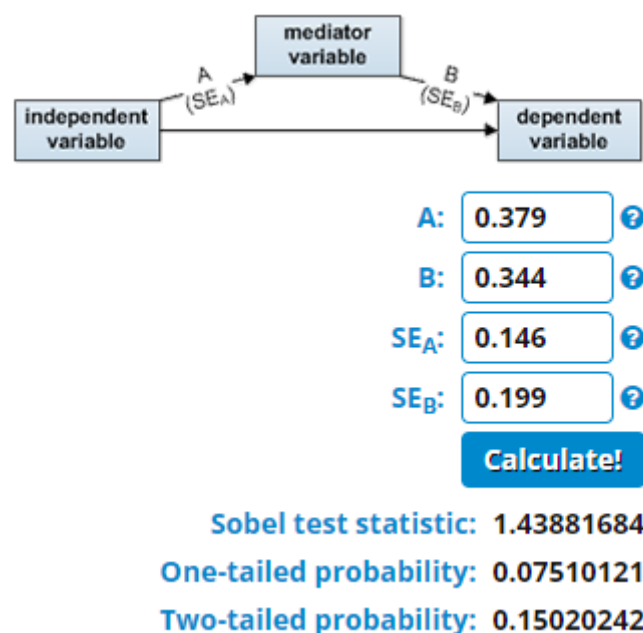 mediator
variable
A
(SEA)
B
(SEB)
independent
variable
dependent
variable
A: 0.379 ?
B: 0.344 ?
SEA: 0.146 ?
SEB: 0.199 ?
Calculate!
Sobel test statistic: 1.43881684
One-tailed probability: 0.07510121
Two-tailed probability: 0.15020242